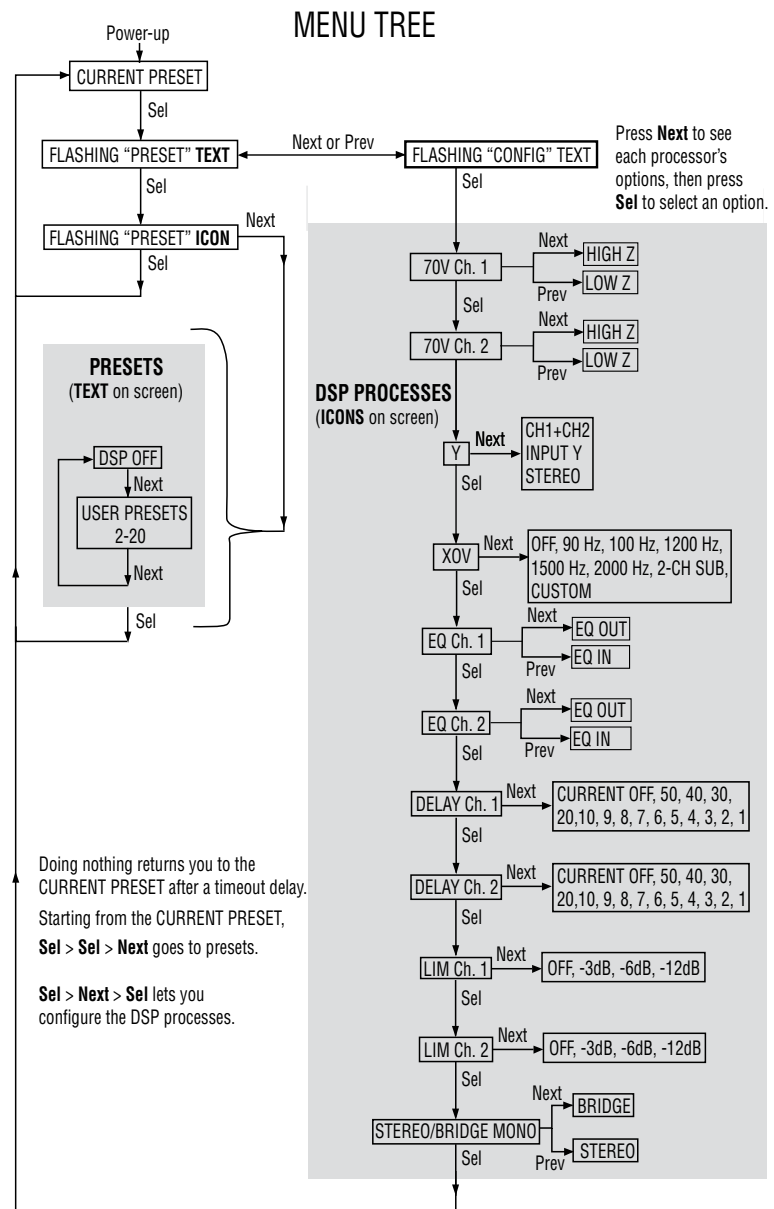 MENU TREE
Power-up
CURRENT PRESET
Sel
FLASHING “PRESET” TEXT
Next or Prev
FLASHING “CONFIG” TEXT
Sel
Sel
Press Next to see
each processor's
options, then press
Sel to select an option.
FLASHING “PRESET” ICON
Next
Sel
PRESETS
(TEXT on screen)
DSP OFF
Next
USER PRESETS
2-20
Next
Sel
DSP PROCESSES
(ICONS on screen)
70V Ch. 1
Next
HIGH Z
Prev
LOW Z
Sel
70V Ch. 2
Next
HIGH Z
Prev
LOW Z
Y
Next
CH1+CH2
INPUT Y
STEREO
Sel
XOV
Next
OFF, 90 Hz, 100 Hz, 1200 Hz,
1500 Hz, 2000 Hz, 2-CH SUB,
CUSTOM
Sel
EQ Ch. 1
Next
EQ OUT
Prev
EQ IN
Sel
EQ Ch. 2
Next
EQ OUT
Prev
EQ IN
Sel
DELAY Ch. 1
Next
CURRENT OFF, 50, 40, 30,
20,10, 9, 8, 7, 6, 5, 4, 3, 2, 1
Sel
DELAY Ch. 2
Next
CURRENT OFF, 50, 40, 30,
20,10, 9, 8, 7, 6, 5, 4, 3, 2, 1
Sel
LIM Ch. 1
Next
OFF, -3dB, -6dB, -12dB
Sel
LIM Ch. 2
Next
OFF, -3dB, -6dB, -12dB
Sel
STEREO/BRIDGE MONO
Next
BRIDGE
Prev
STEREO
Sel
Doing nothing returns you to the
CURRENT PRESET after a timeout delay.
Starting from the CURRENT PRESET,
Sel > Sel > Next goes to presets.
Sel > Next > Sel lets you
configure the DSP processes.